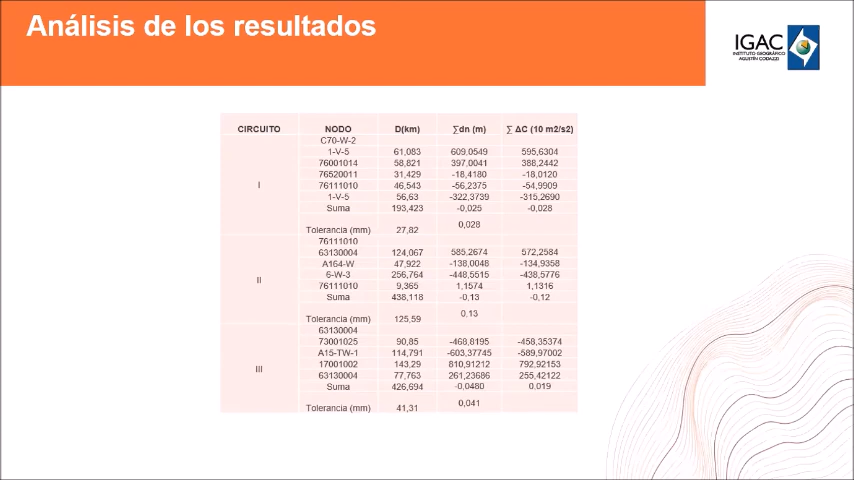 Análisis de los resultados
IGAC
INSTITUTO GEOGRÁFICO
AGUSTÍN CODAZZI
CIRCUITO NODO D(km) ∑dn (m) ∑ ΔC (10 m2/s2)
I
C70-W-2
1-V-5 61,083 609,0549 595,6304
76001014 58,821 397,0041 388,2442
76520011 31,429 -18,4180 -18,0120
76111010 46,543 -56,2375 -54,9909
1-V-5 56,63 -322,3739 -315,2690
Suma 193,423 -0,025 -0,028
Tolerancia (mm) 27,82 0,028
II
76111010
63130004 124,067 585,2674 572,2584
A164-W 47,922 -138,0048 -134,9358
6-W-3 256,764 -448,5515 -438,5776
76111010 9,365 1,1574 1,1316
Suma 438,118 -0,13 -0,12
Tolerancia (mm) 125,59 0,13
III
63130004
73001025 90,85 -468,8195 -458,35374
A15-TW-1 114,791 -603,37745 -589,97002
17001002 143,29 810,91212 792,92153
63130004 77,763 261,23686 255,42122
Suma 426,694 -0,0480 0,019
Tolerancia (mm) 41,31 0,041